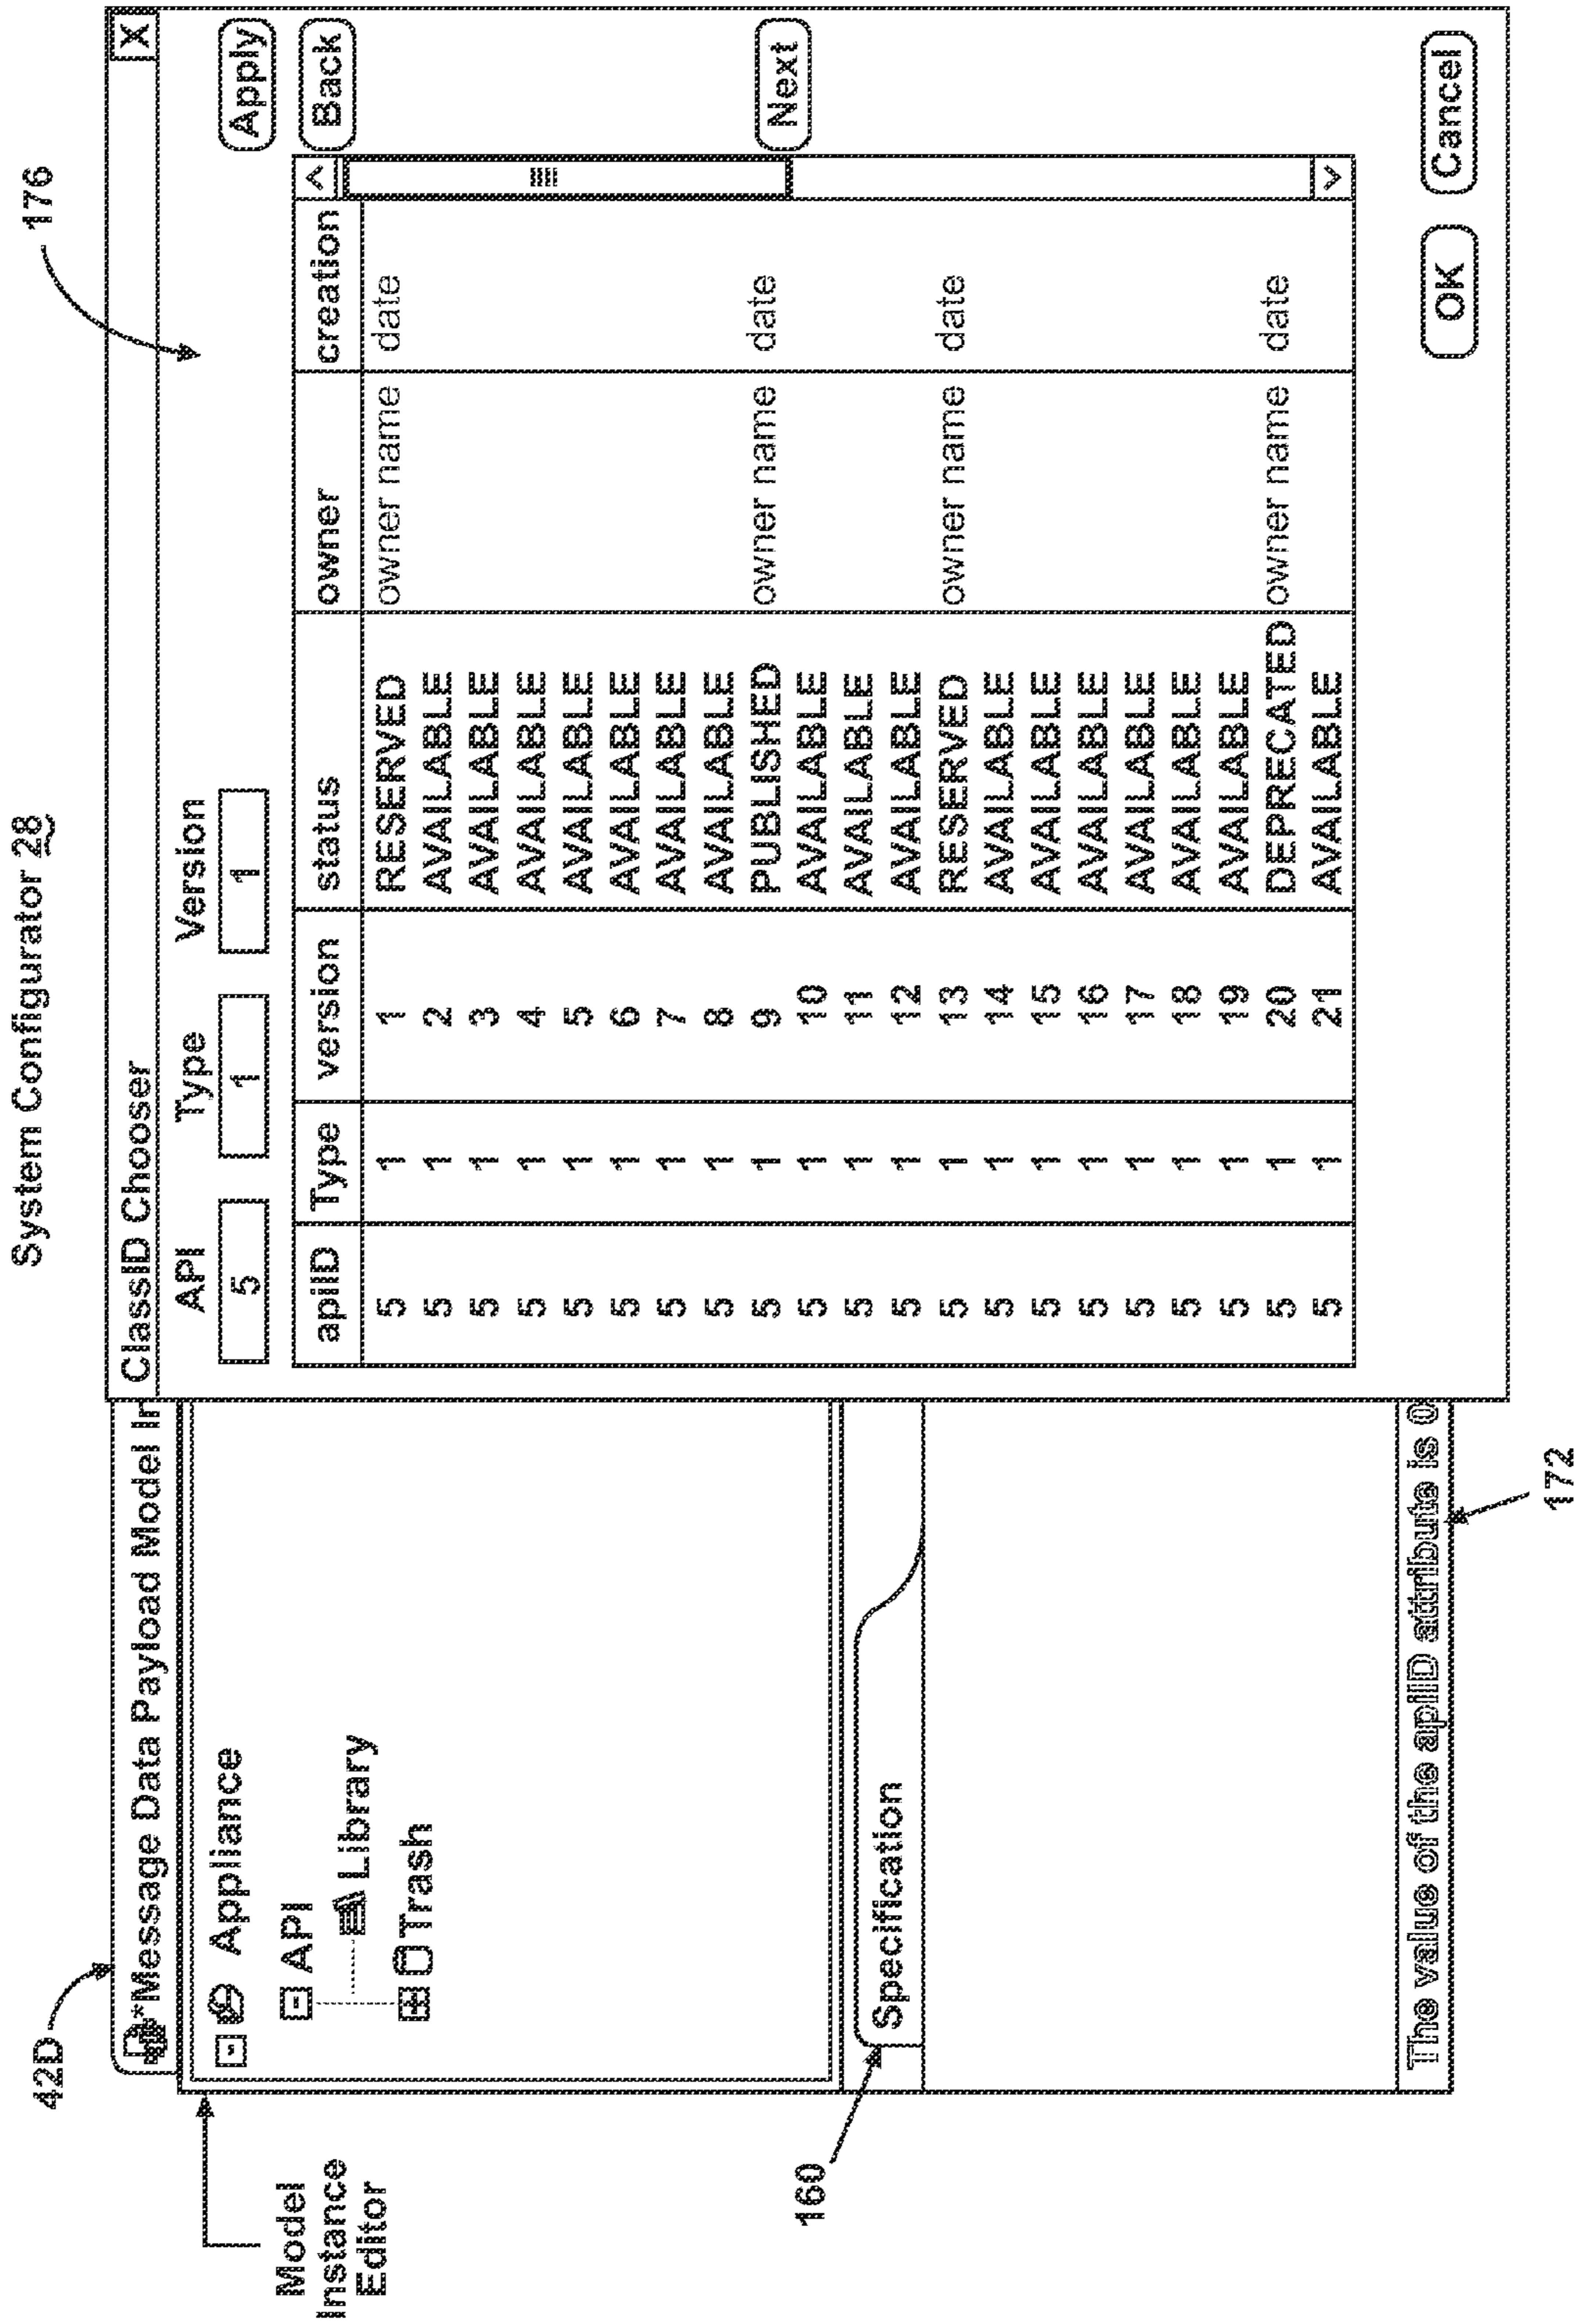 System Configurator 28
176
42D
Model
Instance
Editor
*Message Data Payload Model In
Appliance
API
Library
Trash
160
Specification
The value of the apiID attribute is 0
172
ClassID Chooser X
API Type Version
5 1 1 Apply
Back
Next
apiID Type version status owner creation
5 1 1 RESERVED owner name date
5 1 2 AVAILABLE
5 1 3 AVAILABLE
5 1 4 AVAILABLE
5 1 5 AVAILABLE
5 1 6 AVAILABLE
5 1 7 AVAILABLE
5 1 8 AVAILABLE
5 1 9 PUBLISHED owner name date
5 1 10 AVAILABLE
5 1 11 AVAILABLE
5 1 12 AVAILABLE
5 1 13 RESERVED owner name date
5 1 14 AVAILABLE
5 1 15 AVAILABLE
5 1 16 AVAILABLE
5 1 17 AVAILABLE
5 1 18 AVAILABLE
5 1 19 AVAILABLE
5 1 20 DEPRECATED owner name date
5 1 21 AVAILABLE
OK Cancel